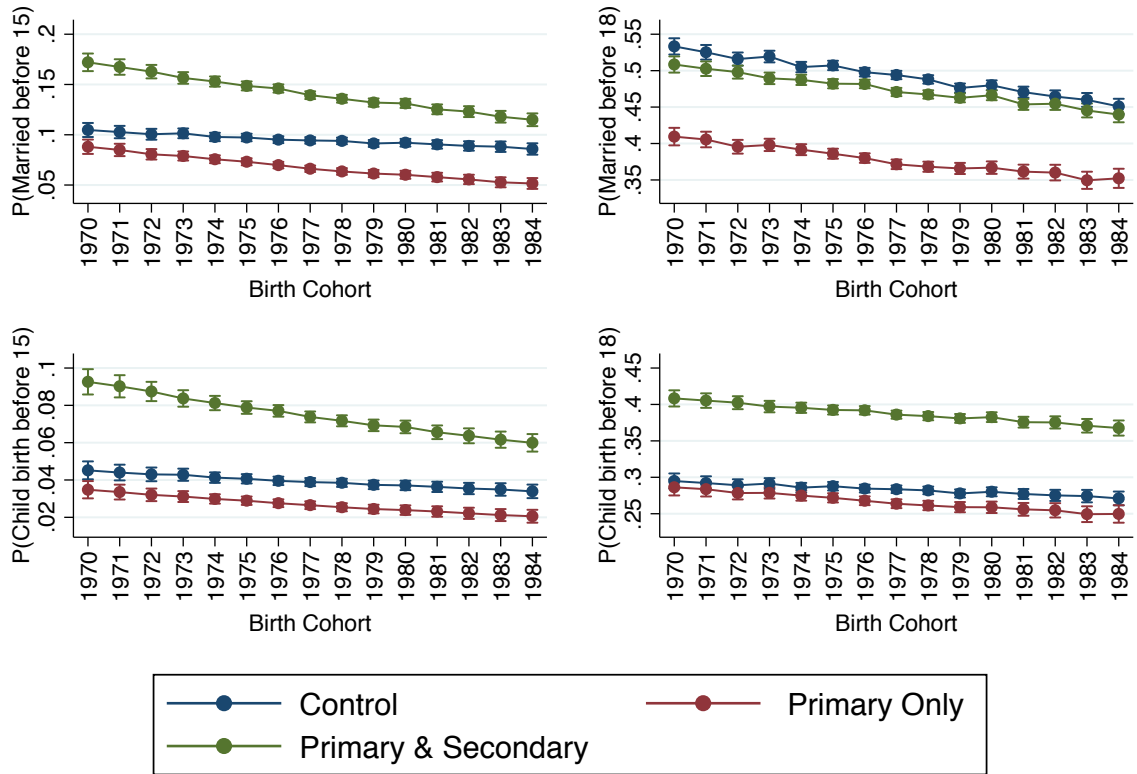 P(Married before 15)
.2
.15
.1
.05
1970 1971 1972 1973 1974 1975 1976 1977 1978 1979 1980 1981 1982 1983 1984
Birth Cohort
P(Married before 18)
.55
.5
.45
.4
.35
1970 1971 1972 1973 1974 1975 1976 1977 1978 1979 1980 1981 1982 1983 1984
Birth Cohort
P(Child birth before 15)
.1
.08
.06
.04
.02
1970 1971 1972 1973 1974 1975 1976 1977 1978 1979 1980 1981 1982 1983 1984
Birth Cohort
P(Child birth before 18)
.45
.4
.35
.3
.25
1970 1971 1972 1973 1974 1975 1976 1977 1978 1979 1980 1981 1982 1983 1984
Birth Cohort
Control
Primary Only
Primary & Secondary